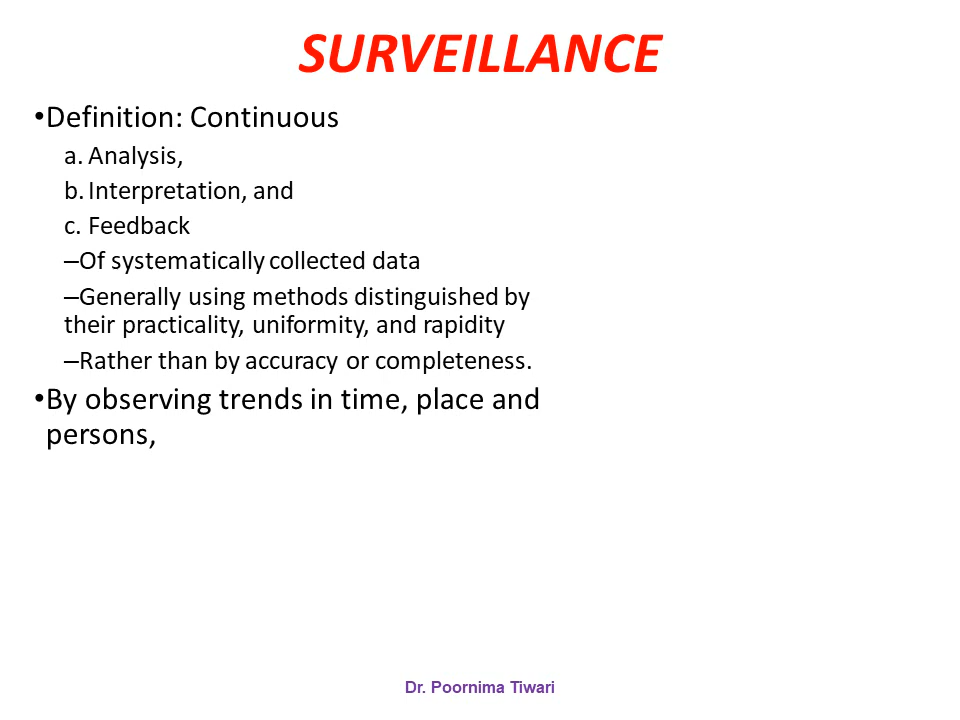 SURVEILLANCE
•Definition: Continuous
a. Analysis,
b. Interpretation, and
c. Feedback
–Of systematically collected data
–Generally using methods distinguished by
their practicality, uniformity, and rapidity
–Rather than by accuracy or completeness.
•By observing trends in time, place and
persons,
Dr. Poornima Tiwari